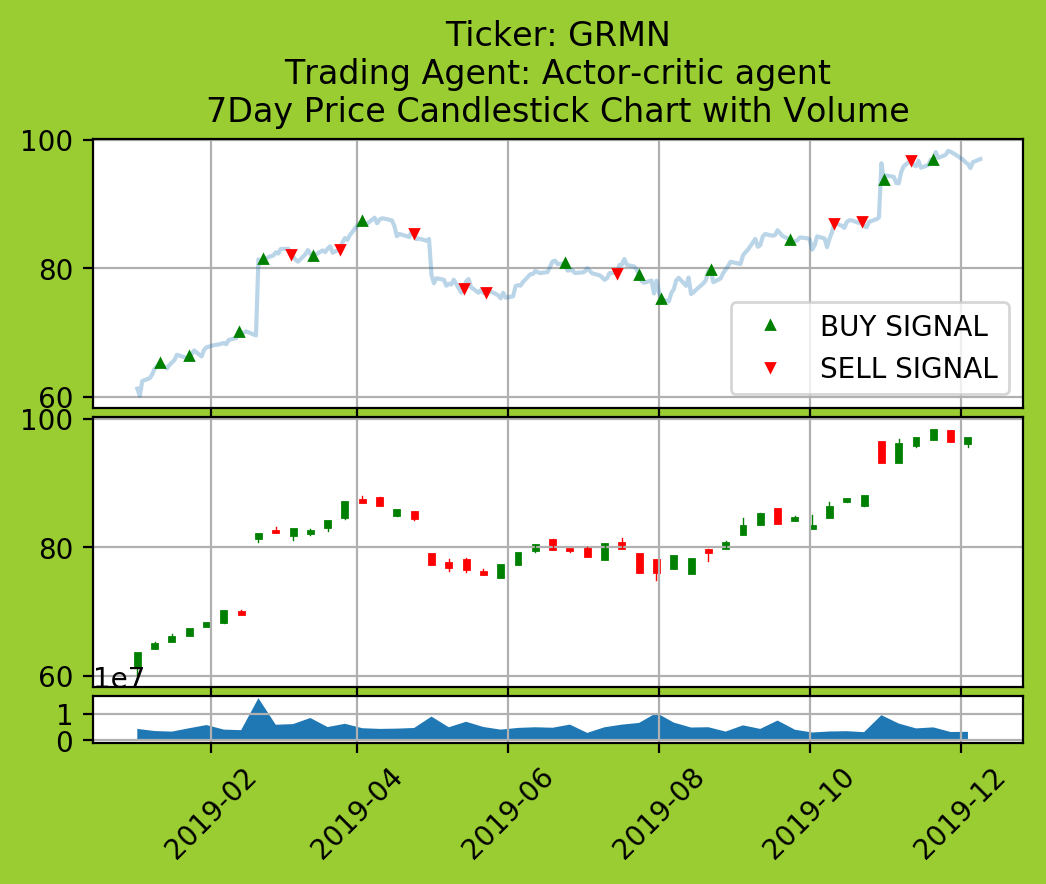 Ticker: GRMN
Trading Agent: Actor-critic agent
7Day Price Candlestick Chart with Volume
100
80
60
BUY SIGNAL
SELL SIGNAL
100
80
60
1e7
1
0
2019-02
2019-04
2019-06
2019-08
2019-10
2019-12